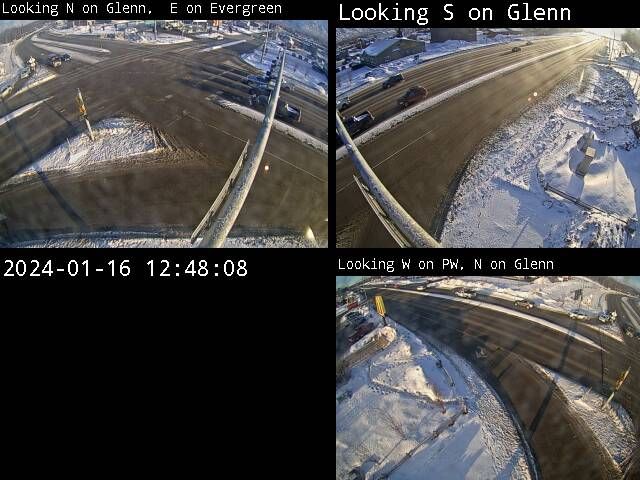 Looking N on Glenn,  E on Evergreen
Looking S on Glenn
2024-01-16 12:48:08
Looking W on PW, N on Glenn